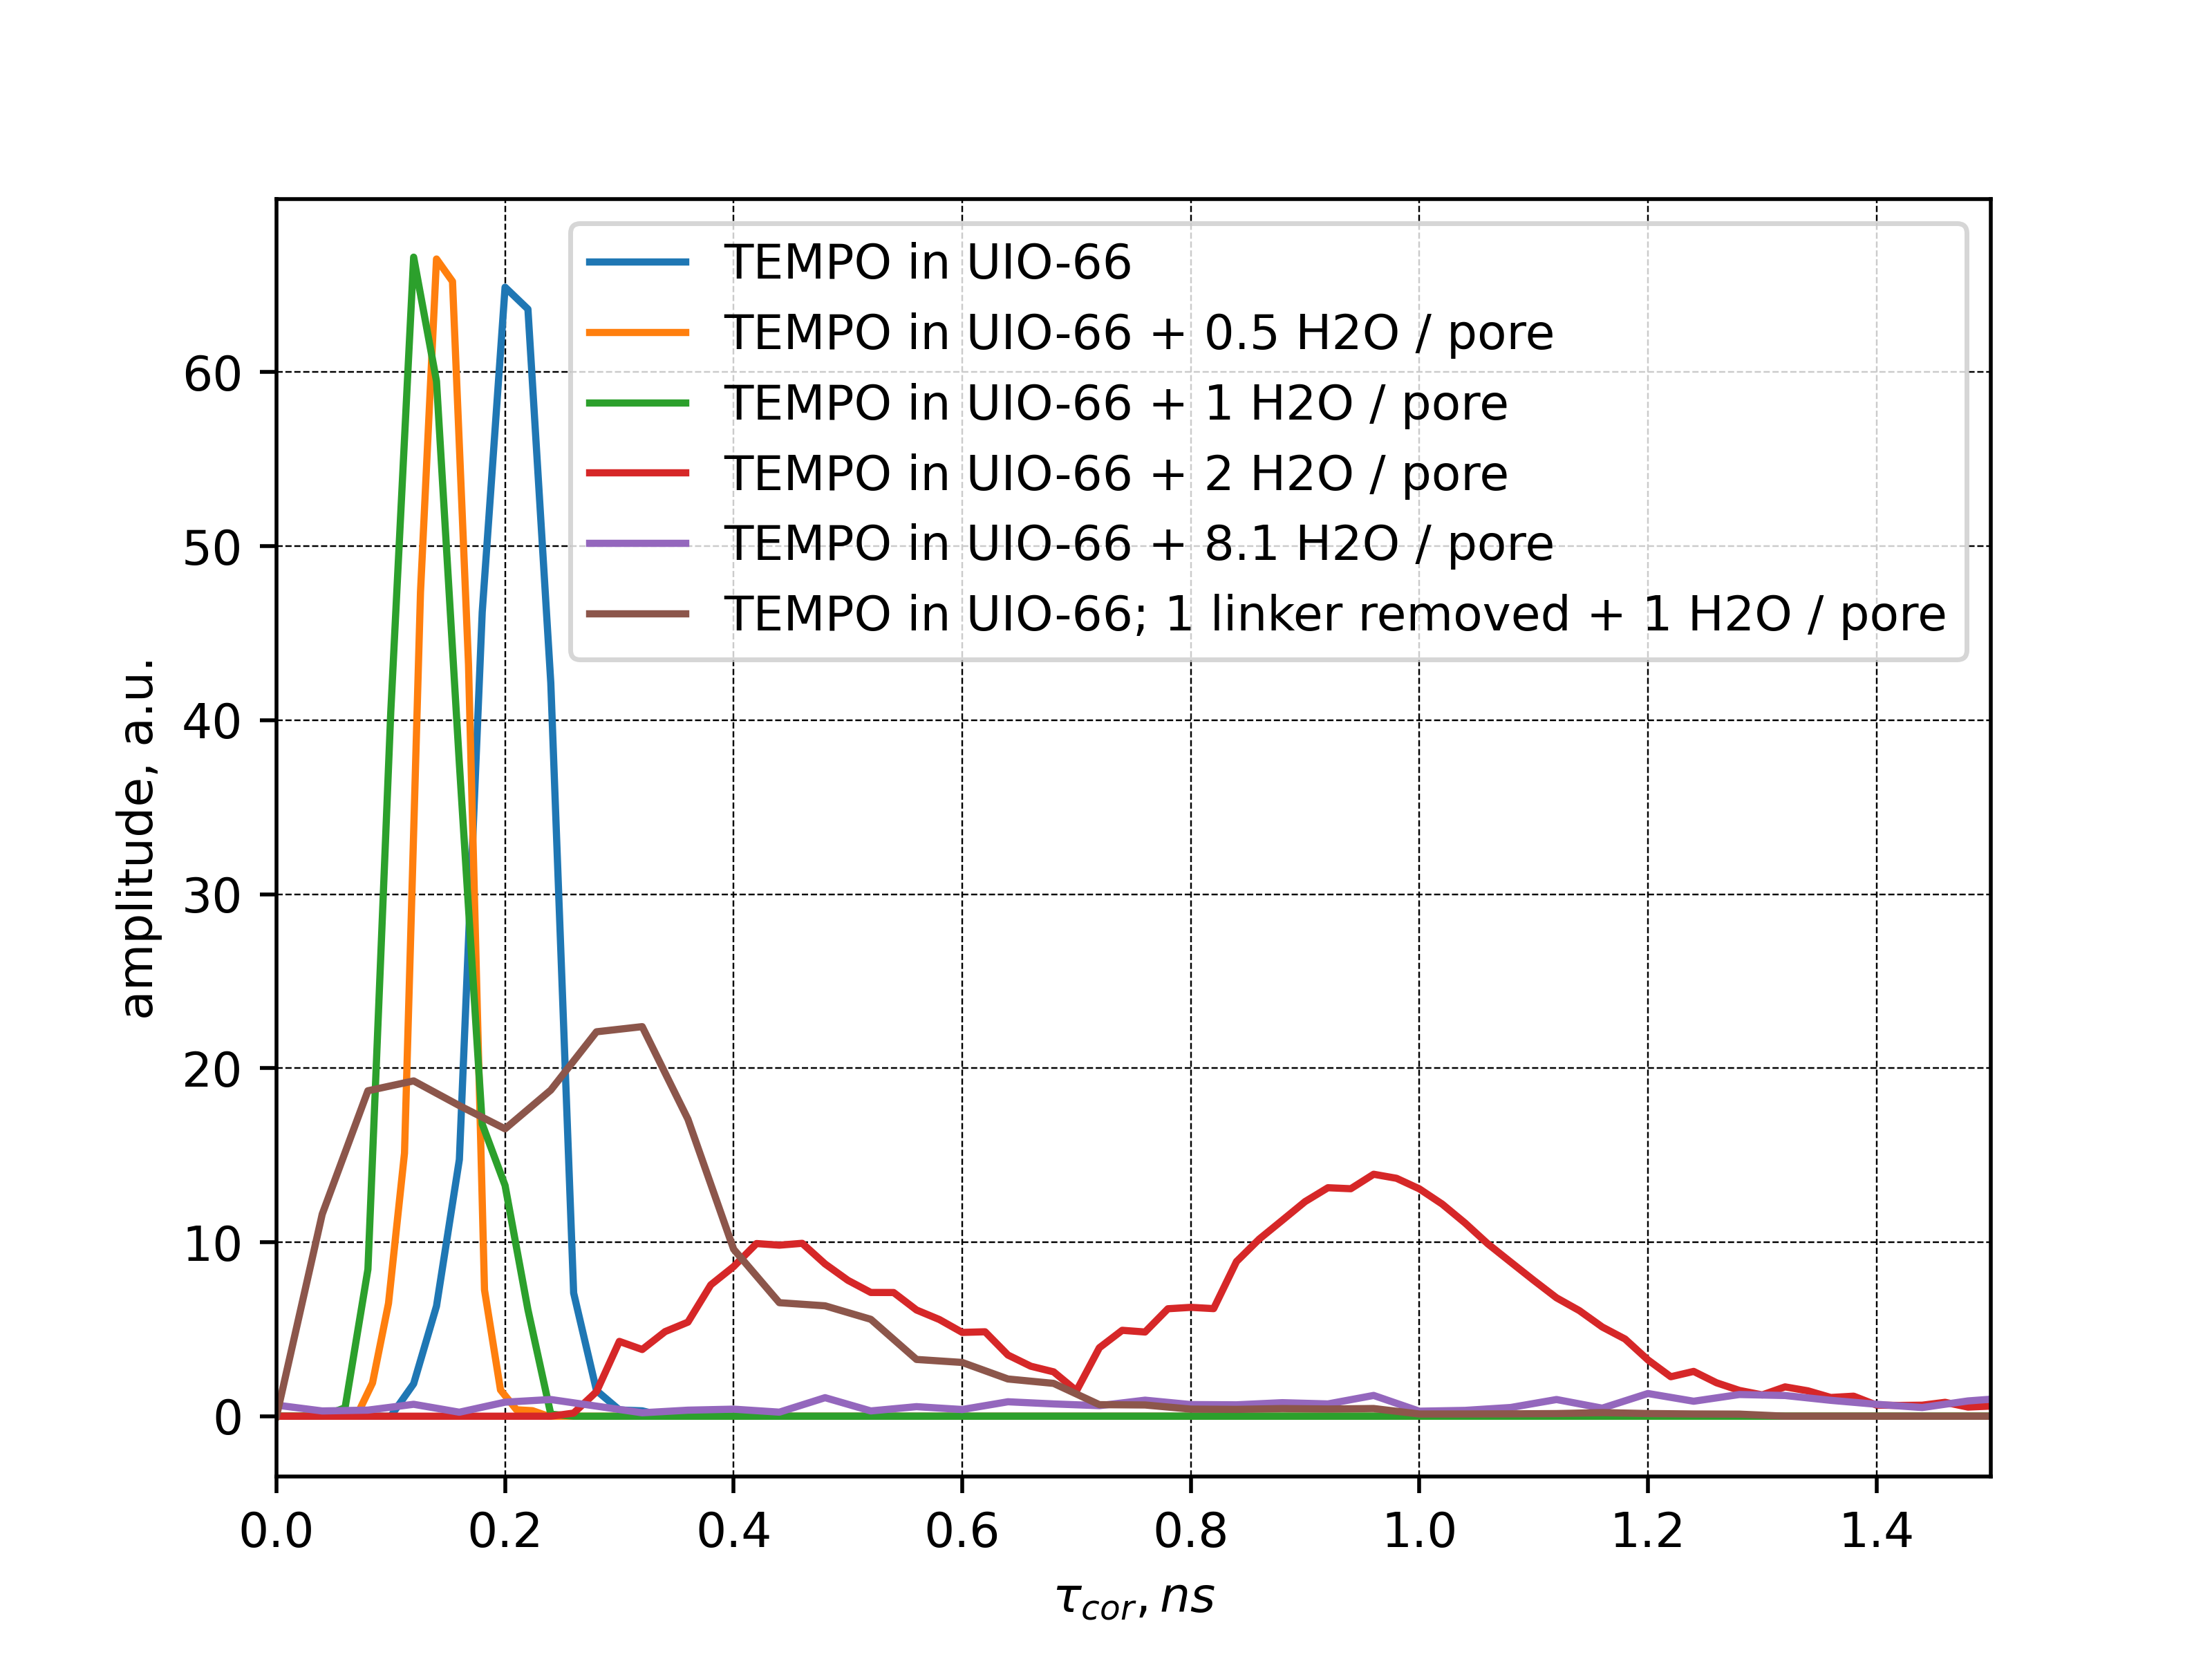 TEMPO in UIO-66
TEMPO in UIO-66 + 0.5 H2O / pore
TEMPO in UIO-66 + 1 H2O / pore
TEMPO in UIO-66 + 2 H2O / pore
TEMPO in UIO-66 + 8.1 H2O / pore
TEMPO in UIO-66; 1 linker removed + 1 H2O / pore
amplitude, a.u.
60
50
40
30
20
10
0
0.0 0.2 0.4 0.6 0.8 1.0 1.2 1.4
τcor, ns